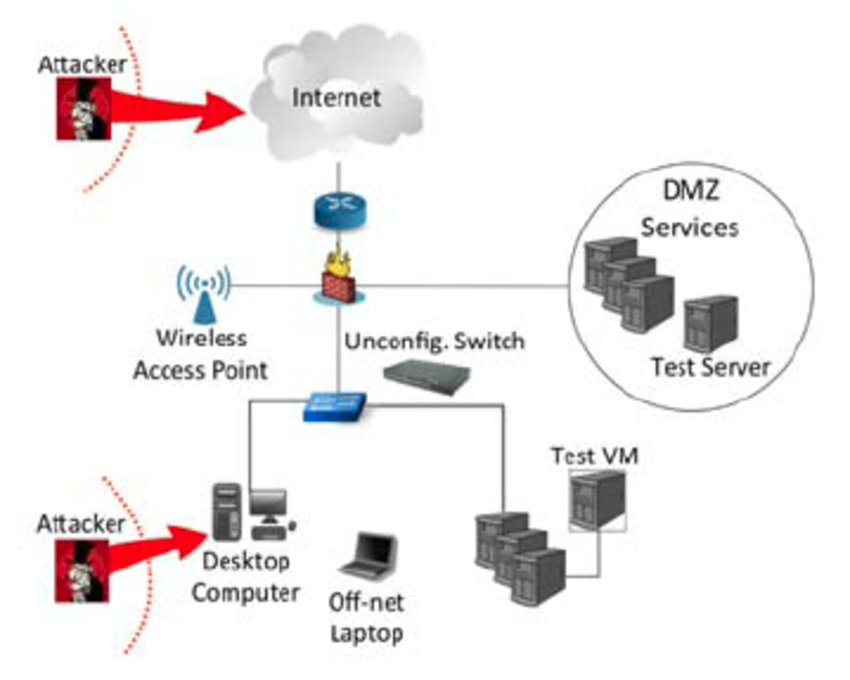 Attacker
Internet
DMZ
Services
Wireless
Access Point
Unconfig. Switch
Test Server
Test VM
Attacker
Desktop
Computer
Off-net
Laptop